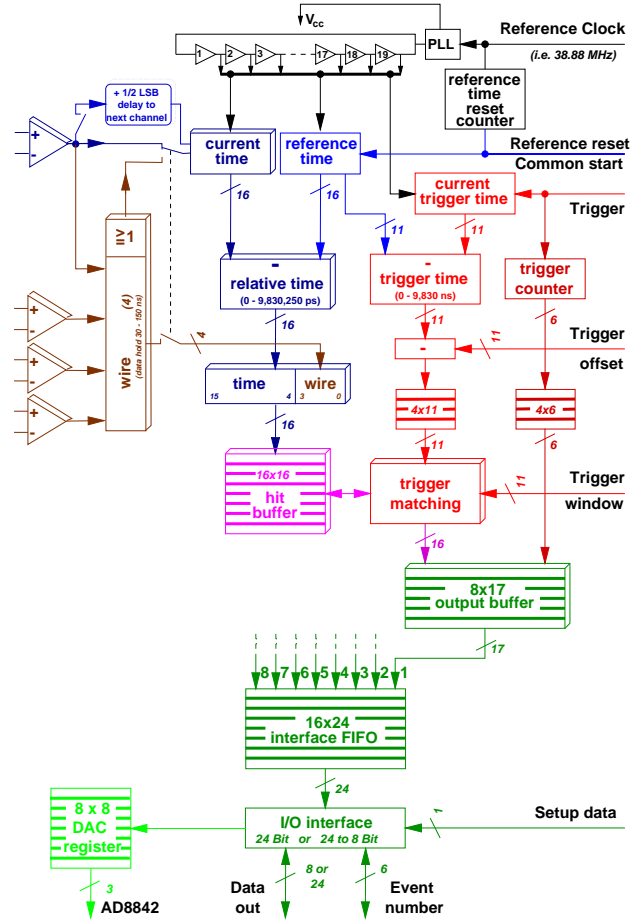 Vcc
Reference Clock
(i.e. 38.88 MHz)
PLL
1
2
3
17
18
19
reference
time
reset
counter
+ 1/2 LSB
delay to
next channel
+
-
current
time
reference
time
Reference reset
Common start
current
trigger time
Trigger
16
16
11
11
≥1
-
relative time
(0 - 9,830,250 ps)
-
trigger time
(0 - 9,830 ns)
trigger
counter
wire (4)
(data hold 30 - 150 ns)
+
-
+
-
+
-
4
16
11
6
-
11
Trigger
offset
time
15
4
wire
3
0
4x11
4x6
16
11
6
16x16
hit
buffer
trigger
matching
11
Trigger
window
16
8x17
output buffer
17
8
7
6
5
4
3
2
1
16x24
interface FIFO
24
8 x 8
DAC
register
I/O interface
24 Bit or 24 to 8 Bit
1
Setup data
3
AD8842
Data
out
8 or
24
6
Event
number